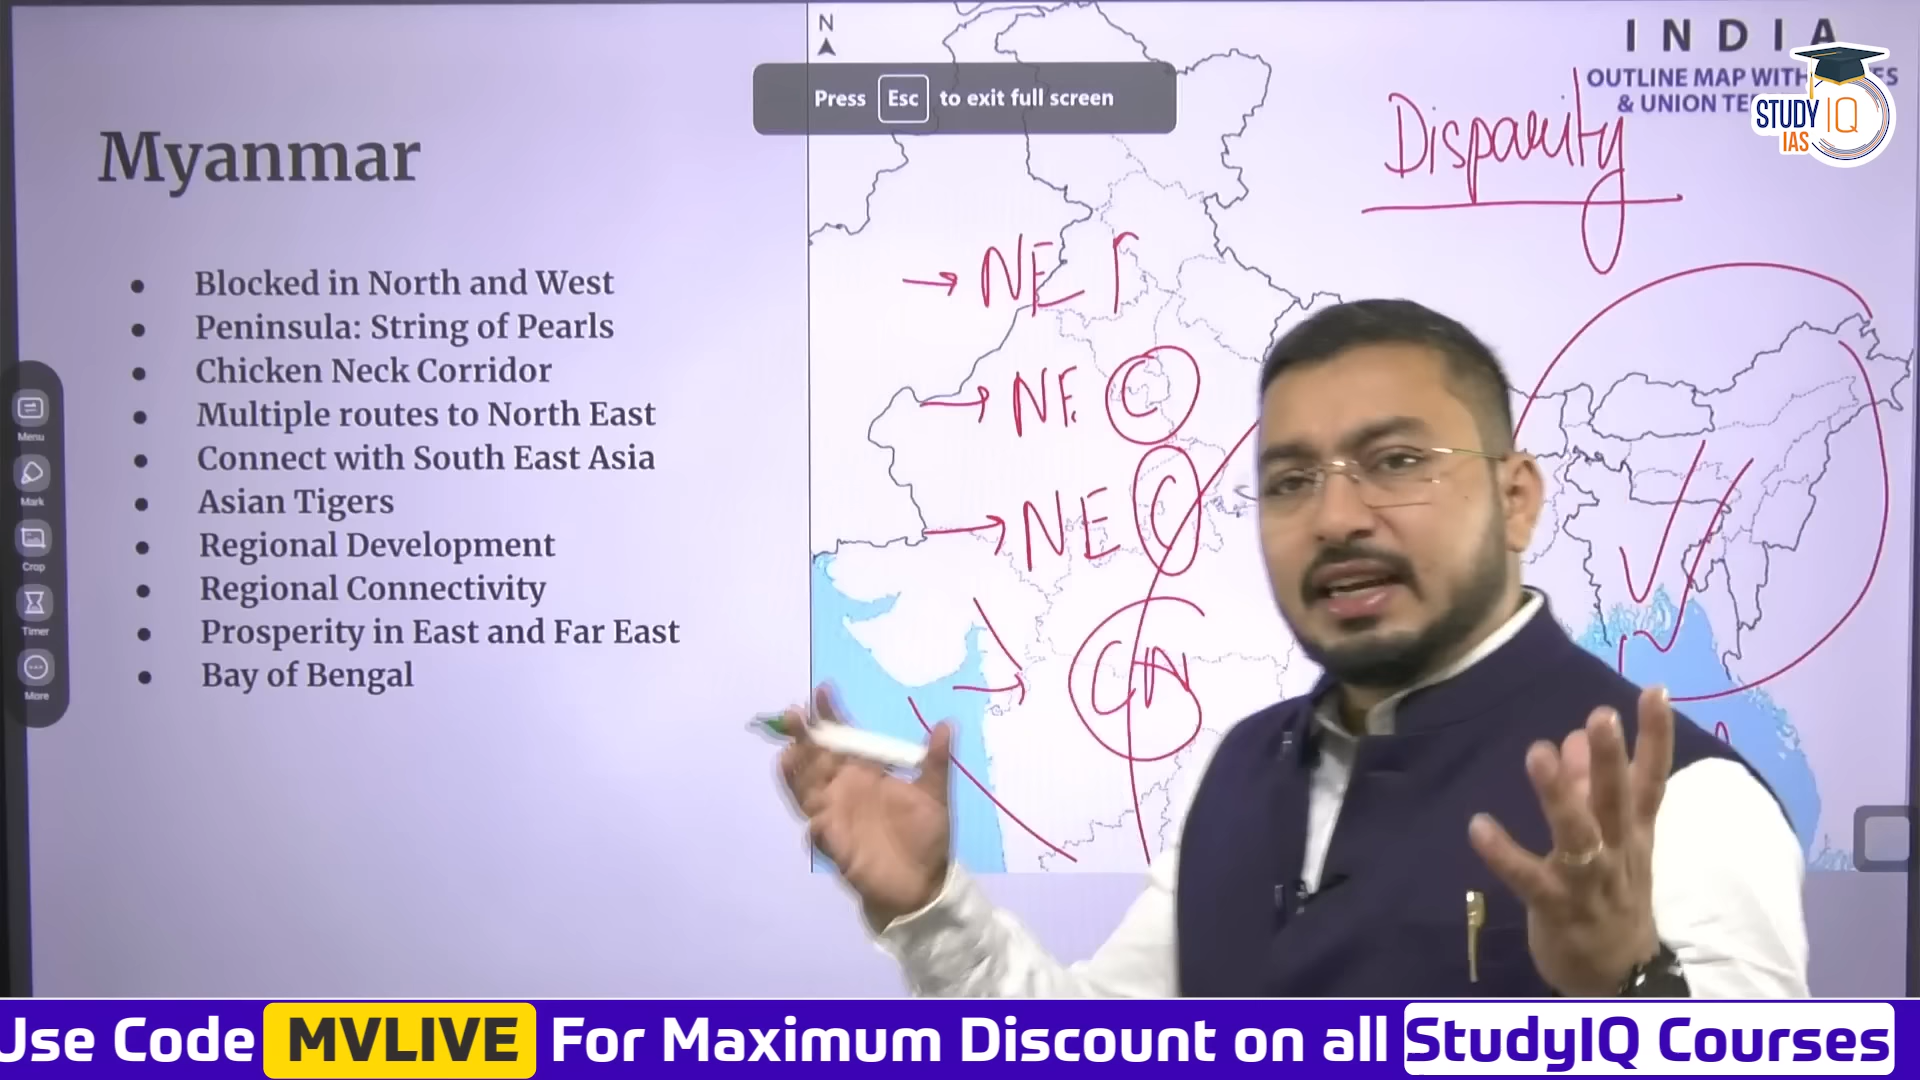 N
INDIA
OUTLINE MAP WITH
& UNION
STUDY IQ
IAS
Press Esc to exit full screen
Disparity
Myanmar
• Blocked in North and West
• Peninsula: String of Pearls
• Chicken Neck Corridor
• Multiple routes to North East
• Connect with South East Asia
• Asian Tigers
• Regional Development
• Regional Connectivity
• Prosperity in East and Far East
• Bay of Bengal
→ NE
→ NE C
→ NE C
→ CN
Menu
Mark
Crop
Timer
More
Use Code MVLIVE For Maximum Discount on all StudyIQ Courses